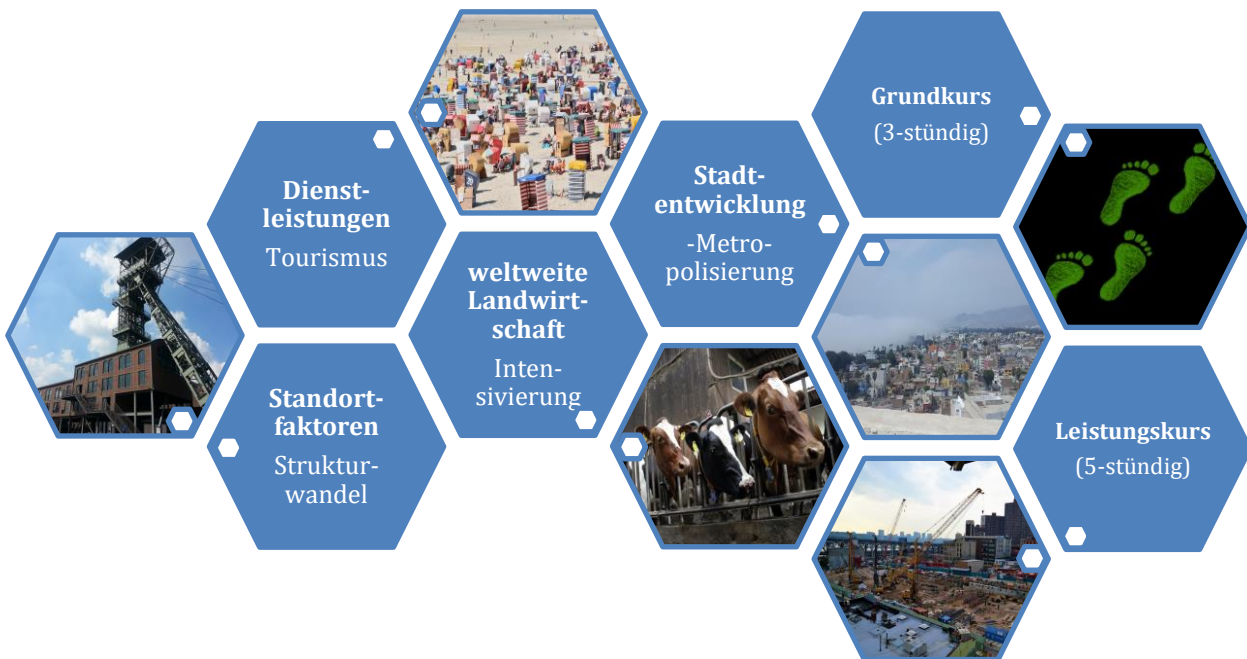 Dienst-
leistungen
Tourismus
Standort-
faktoren
Struktur-
wandel
weltweite
Landwirt-
schaft
Inten-
sivierung
Stadt-
entwicklung
-Metro-
polisierung
Grundkurs
(3-stündig)
Leistungskurs
(5-stündig)